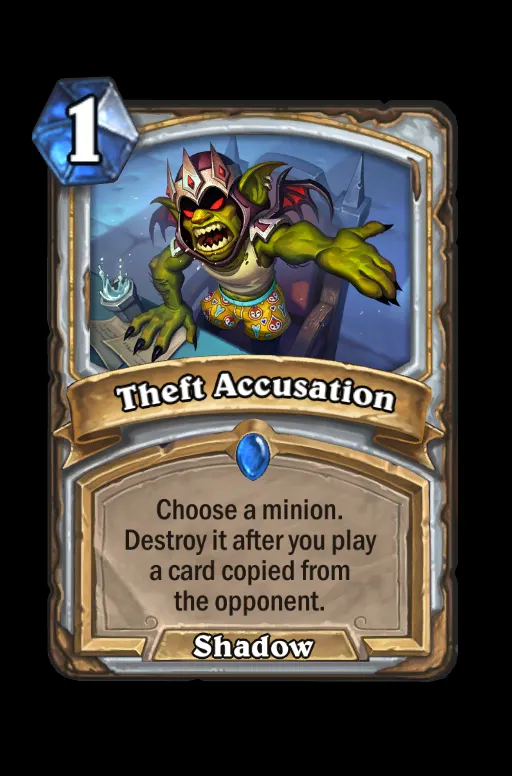 1
Theft Accusation
Choose a minion.
Destroy it after you play
a card copied from
the opponent.
Shadow